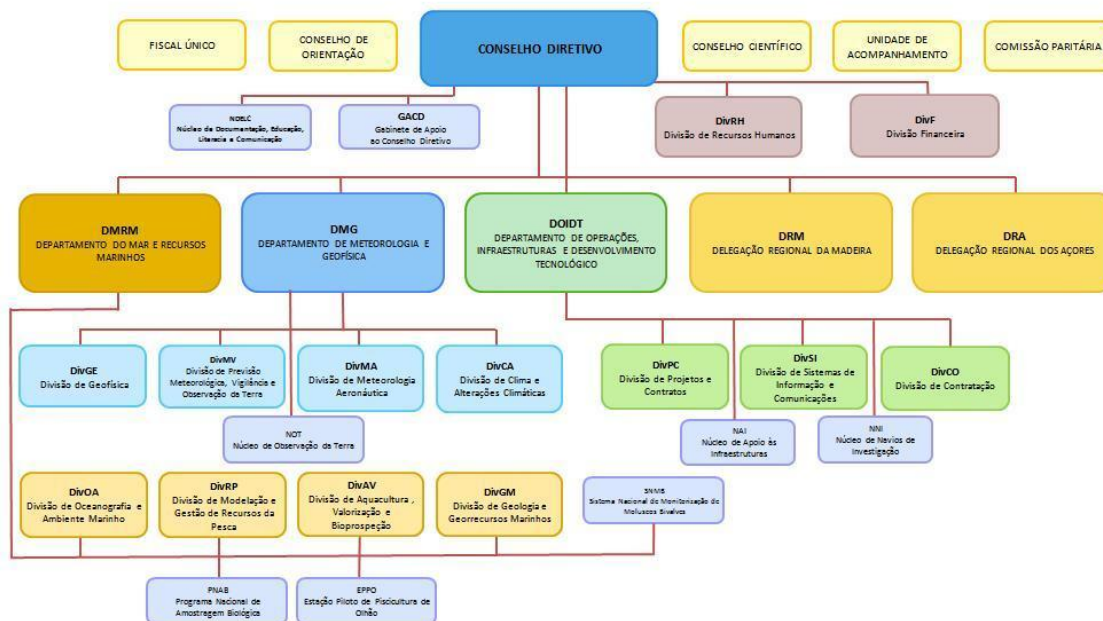 FISCAL ÚNICO
CONSELHO DE
ORIENTAÇÃO
CONSELHO DIRETIVO
CONSELHO CIENTÍFICO
UNIDADE DE
ACOMPANHAMENTO
COMISSÃO PARITÁRIA
NDELC
Núcleo de Documentação, Educação,
Literacia e Comunicação
GACD
Gabinete de Apoio
ao Conselho Diretivo
DivRH
Divisão de Recursos Humanos
DivF
Divisão Financeira
DMRM
DEPARTAMENTO DO MAR E RECURSOS
MARINHOS
DMG
DEPARTAMENTO DE METEOROLOGIA E
GEOFÍSICA
DOIDT
DEPARTAMENTO DE OPERAÇÕES,
INFRAESTRUTURAS E DESENVOLVIMENTO
TECNOLÓGICO
DRM
DELEGAÇÃO REGIONAL DA MADEIRA
DRA
DELEGAÇÃO REGIONAL DOS AÇORES
DivGE
Divisão de Geofísica
DivMV
Divisão de Previsão
Meteorológica, Vigilância e
Observação da Terra
DivMA
Divisão de Meteorologia
Aeronáutica
DivCA
Divisão de Clima e
Alterações Climáticas
DivPC
Divisão de Projetos e
Contratos
DivSI
Divisão de Sistemas de
Informação e
Comunicações
DivCO
Divisão de Contratação
NOT
Núcleo de Observação da Terra
NAI
Núcleo de Apoio às
Infraestruturas
NNI
Núcleo de Navios de
Investigação
DivOA
Divisão de Oceanografia e
Ambiente Marinho
DivRP
Divisão de Modelação e
Gestão de Recursos da
Pesca
DivAV
Divisão de Aquacultura ,
Valorização e
Bioprospeção
DivGM
Divisão de Geologia e
Georrecursos Marinhos
SNMB
Sistema Nacional de Monitorização de
Moluscos Bivalves
PNAB
Programa Nacional de
Amostragem Biológica
EPPO
Estação Piloto de Piscicultura de
Olhão